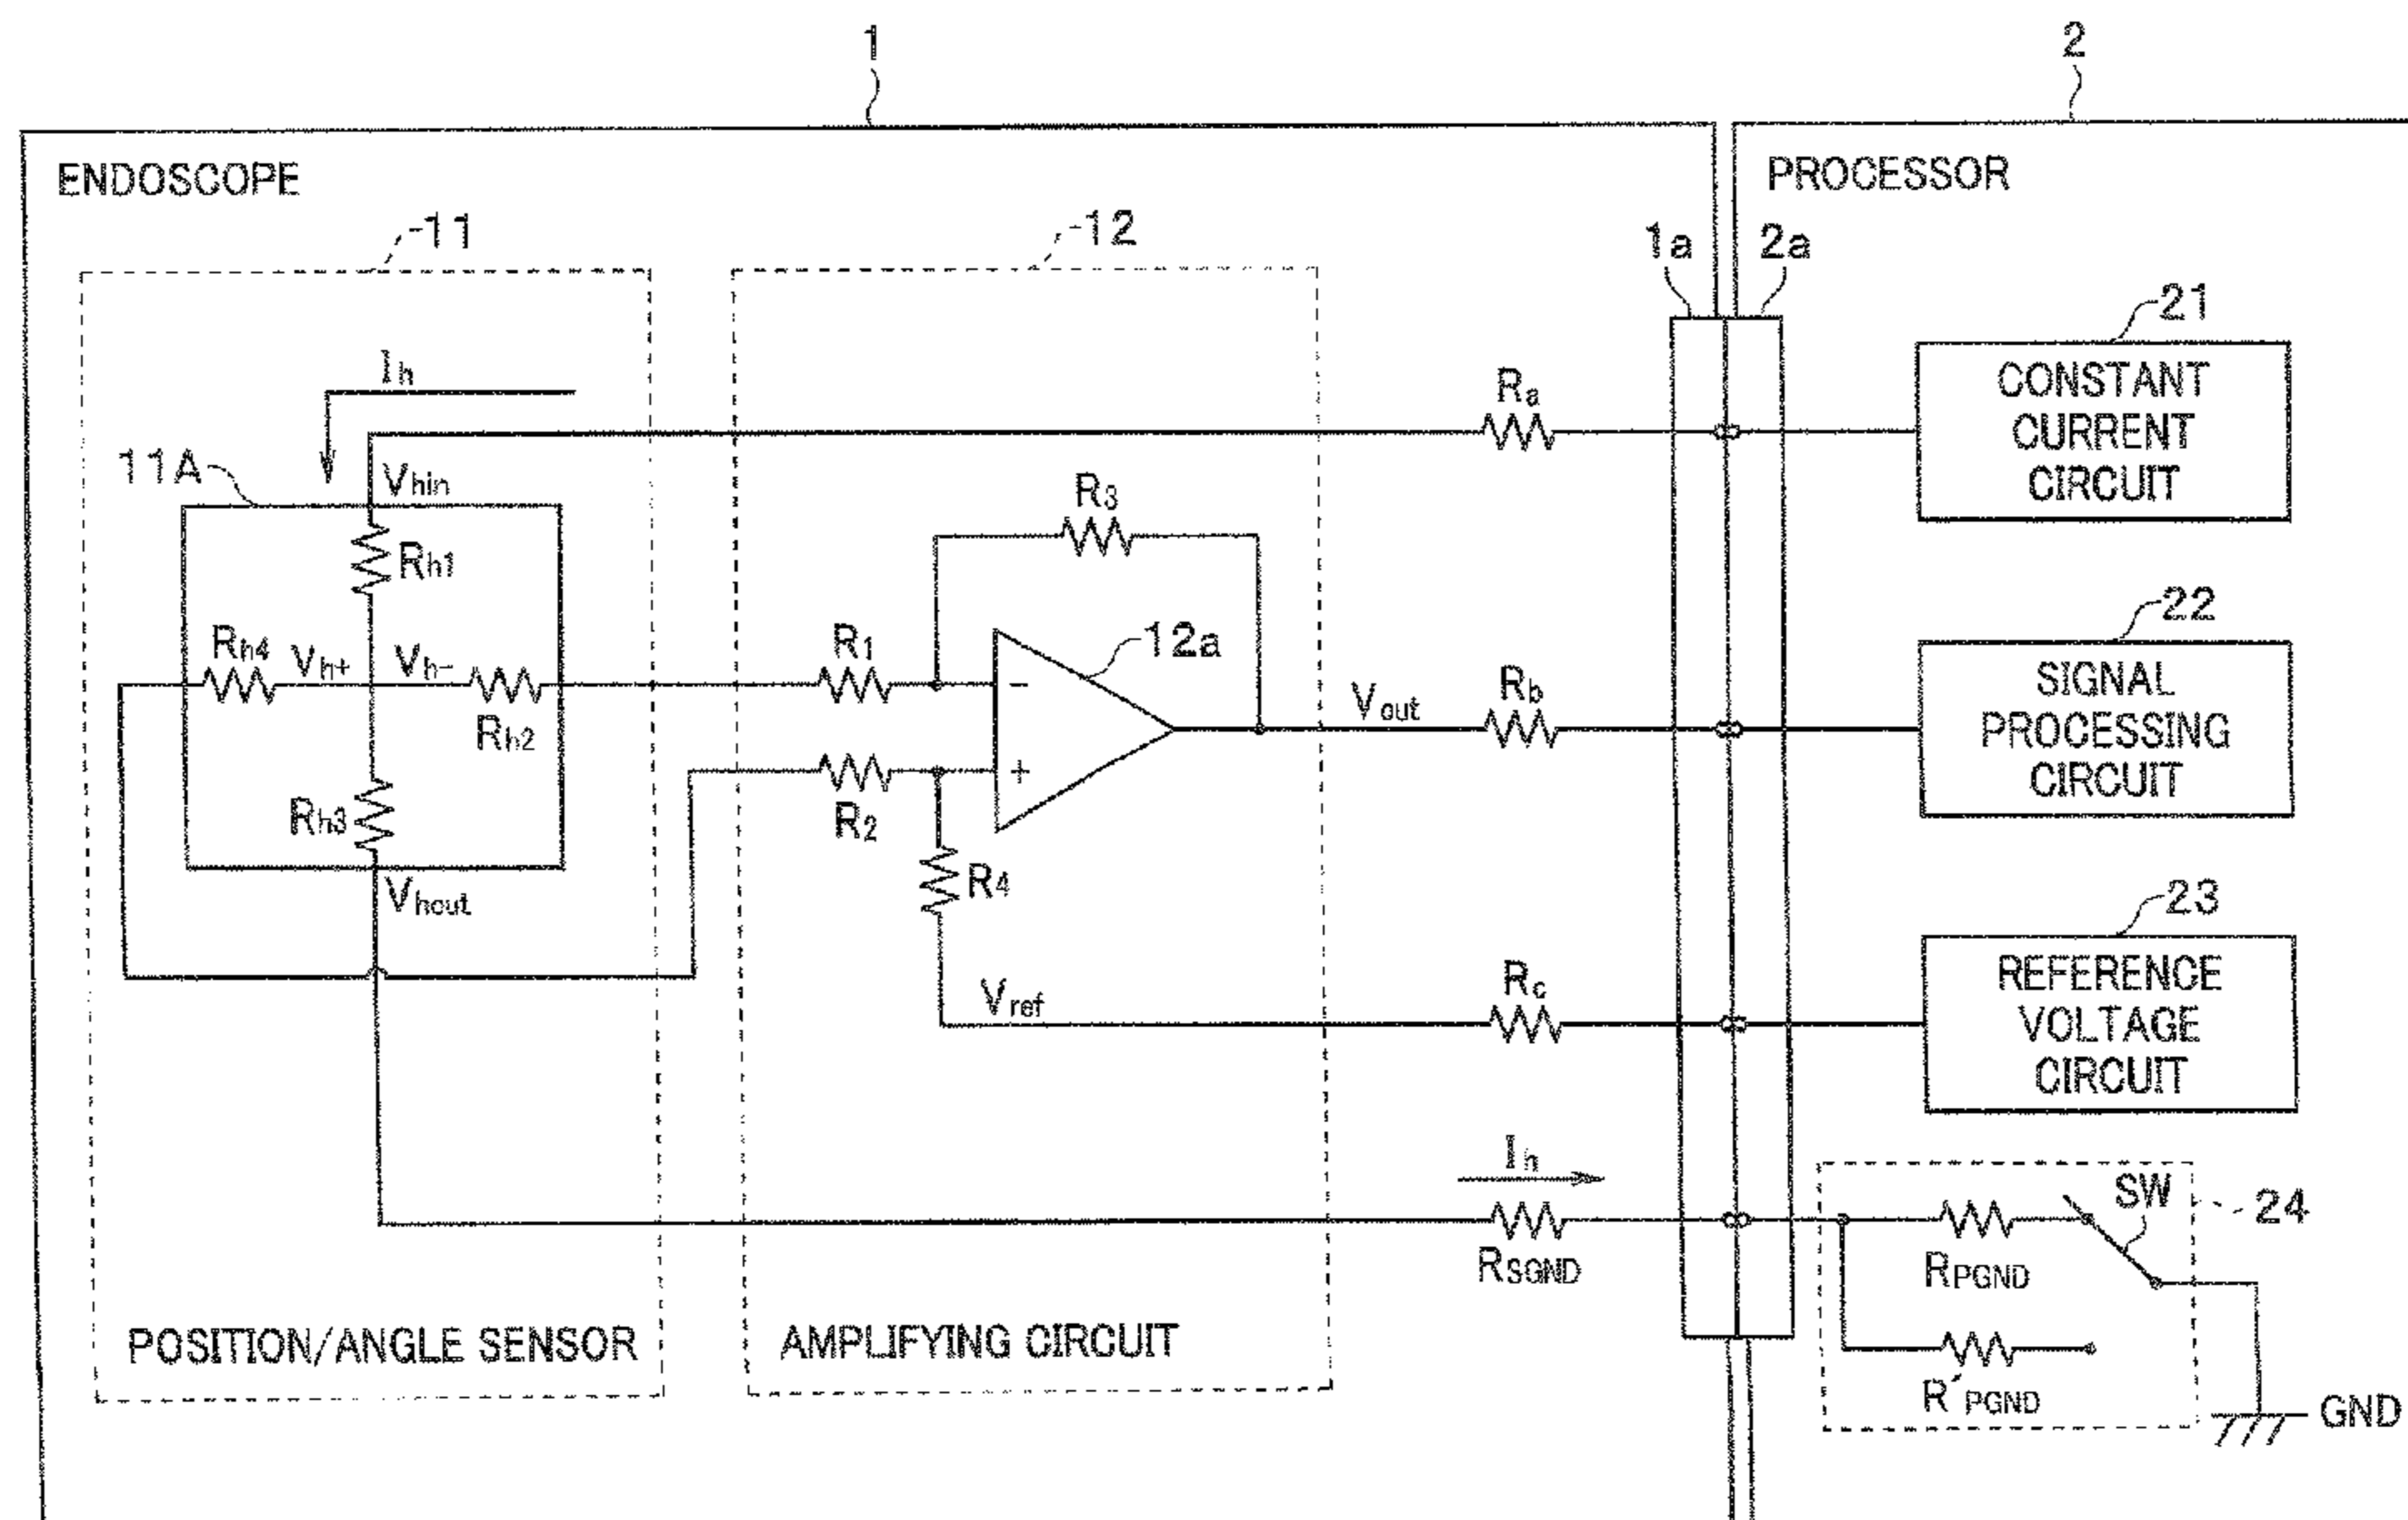 1
2
ENDOSCOPE
PROCESSOR
11
12
1a
2a
21
Ih
Ra
CONSTANT
CURRENT
CIRCUIT
11A
Vhin
R3
Rh1
22
Rh4
Vh+
Vh-
R1
12a
Rb
SIGNAL
PROCESSING
CIRCUIT
Vout
Rh2
-
+
Rh3
R2
Vhout
R4
23
Vref
Rc
REFERENCE
VOLTAGE
CIRCUIT
Ih
SW
24
RSGND
RPGND
POSITION/ANGLE SENSOR
AMPLIFYING CIRCUIT
R'PGND
GND